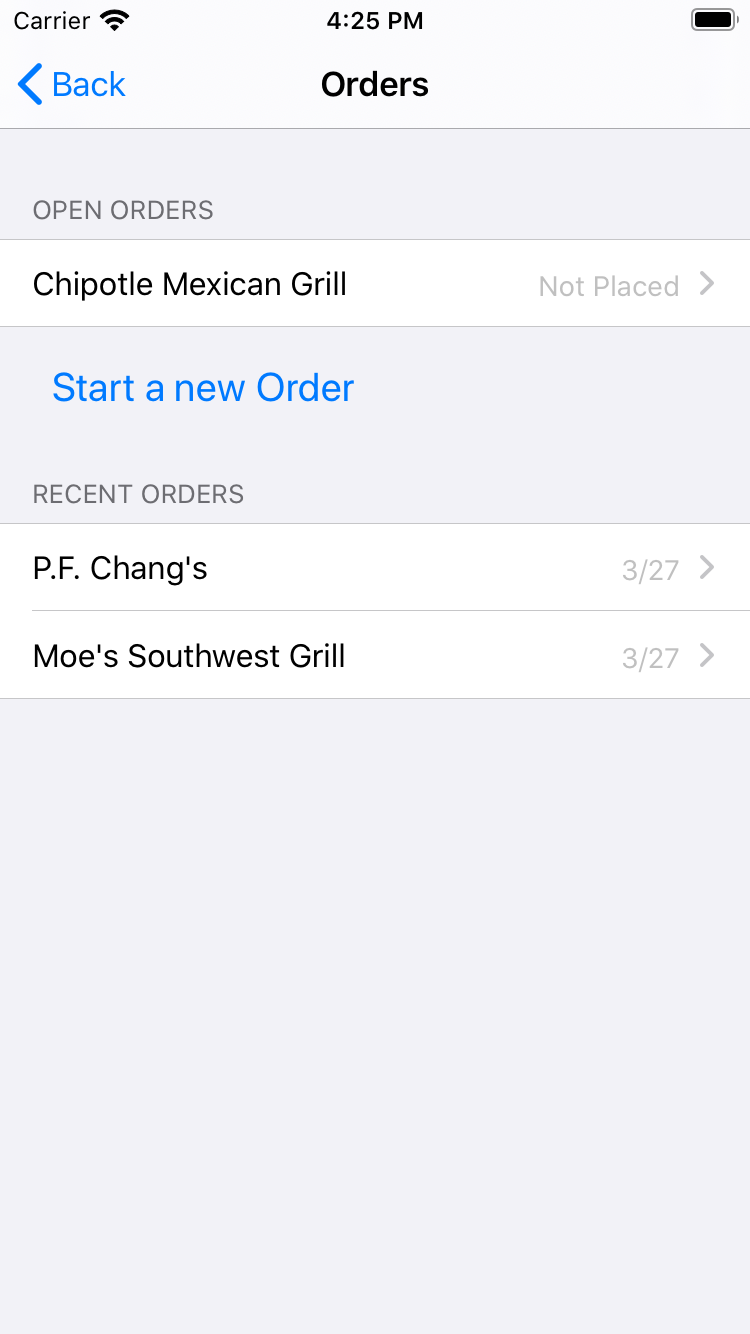 Carrier 4:25 PM
Back Orders
OPEN ORDERS
Chipotle Mexican Grill Not Placed
Start a new Order
RECENT ORDERS
P.F. Chang's 3/27
Moe's Southwest Grill 3/27